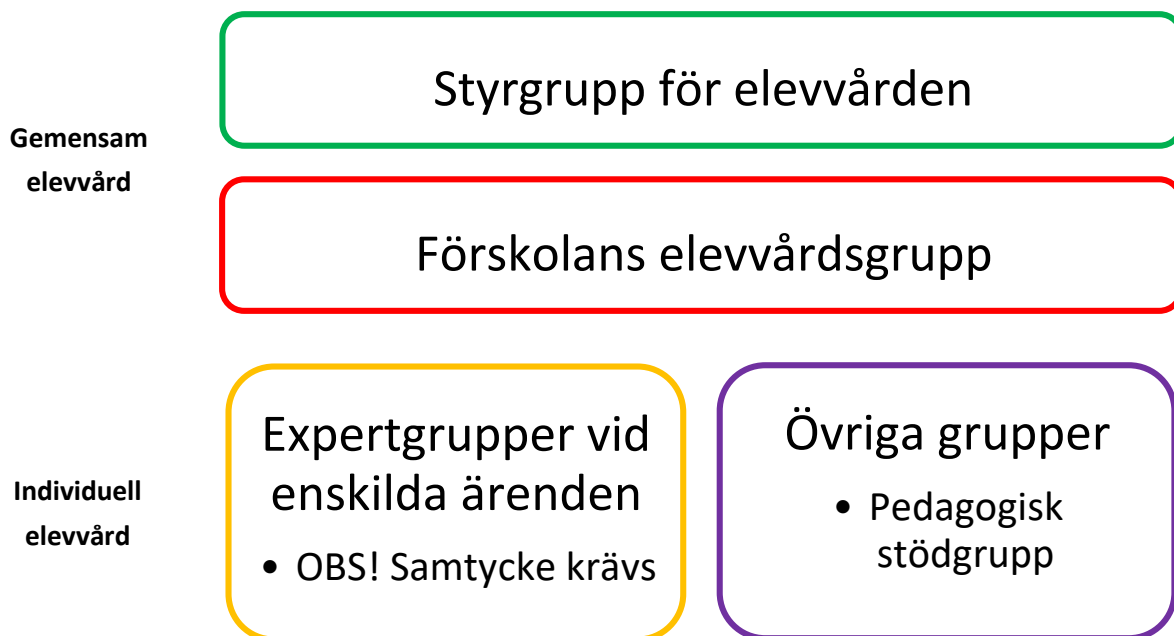 Gemensam
elevvård
Styrgrupp för elevvården
Förskolans elevvårdsgrupp
Individuell
elevvård
Expertgrupper vid
enskilda ärenden
• OBS! Samtycke krävs
Övriga grupper
• Pedagogisk
stödgrupp